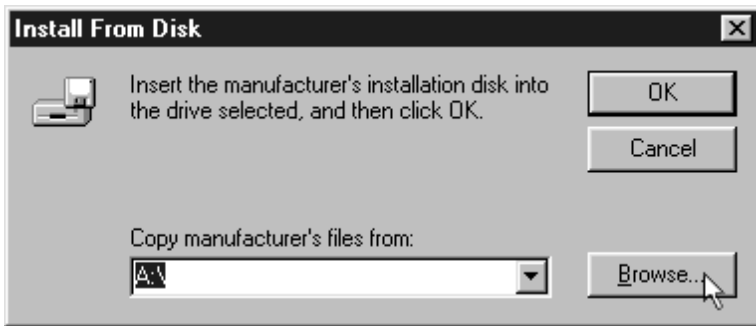 Install From Disk
Insert the manufacturer's installation disk into
the drive selected, and then click OK.
OK
Cancel
Copy manufacturer's files from:
A:\
Browse...